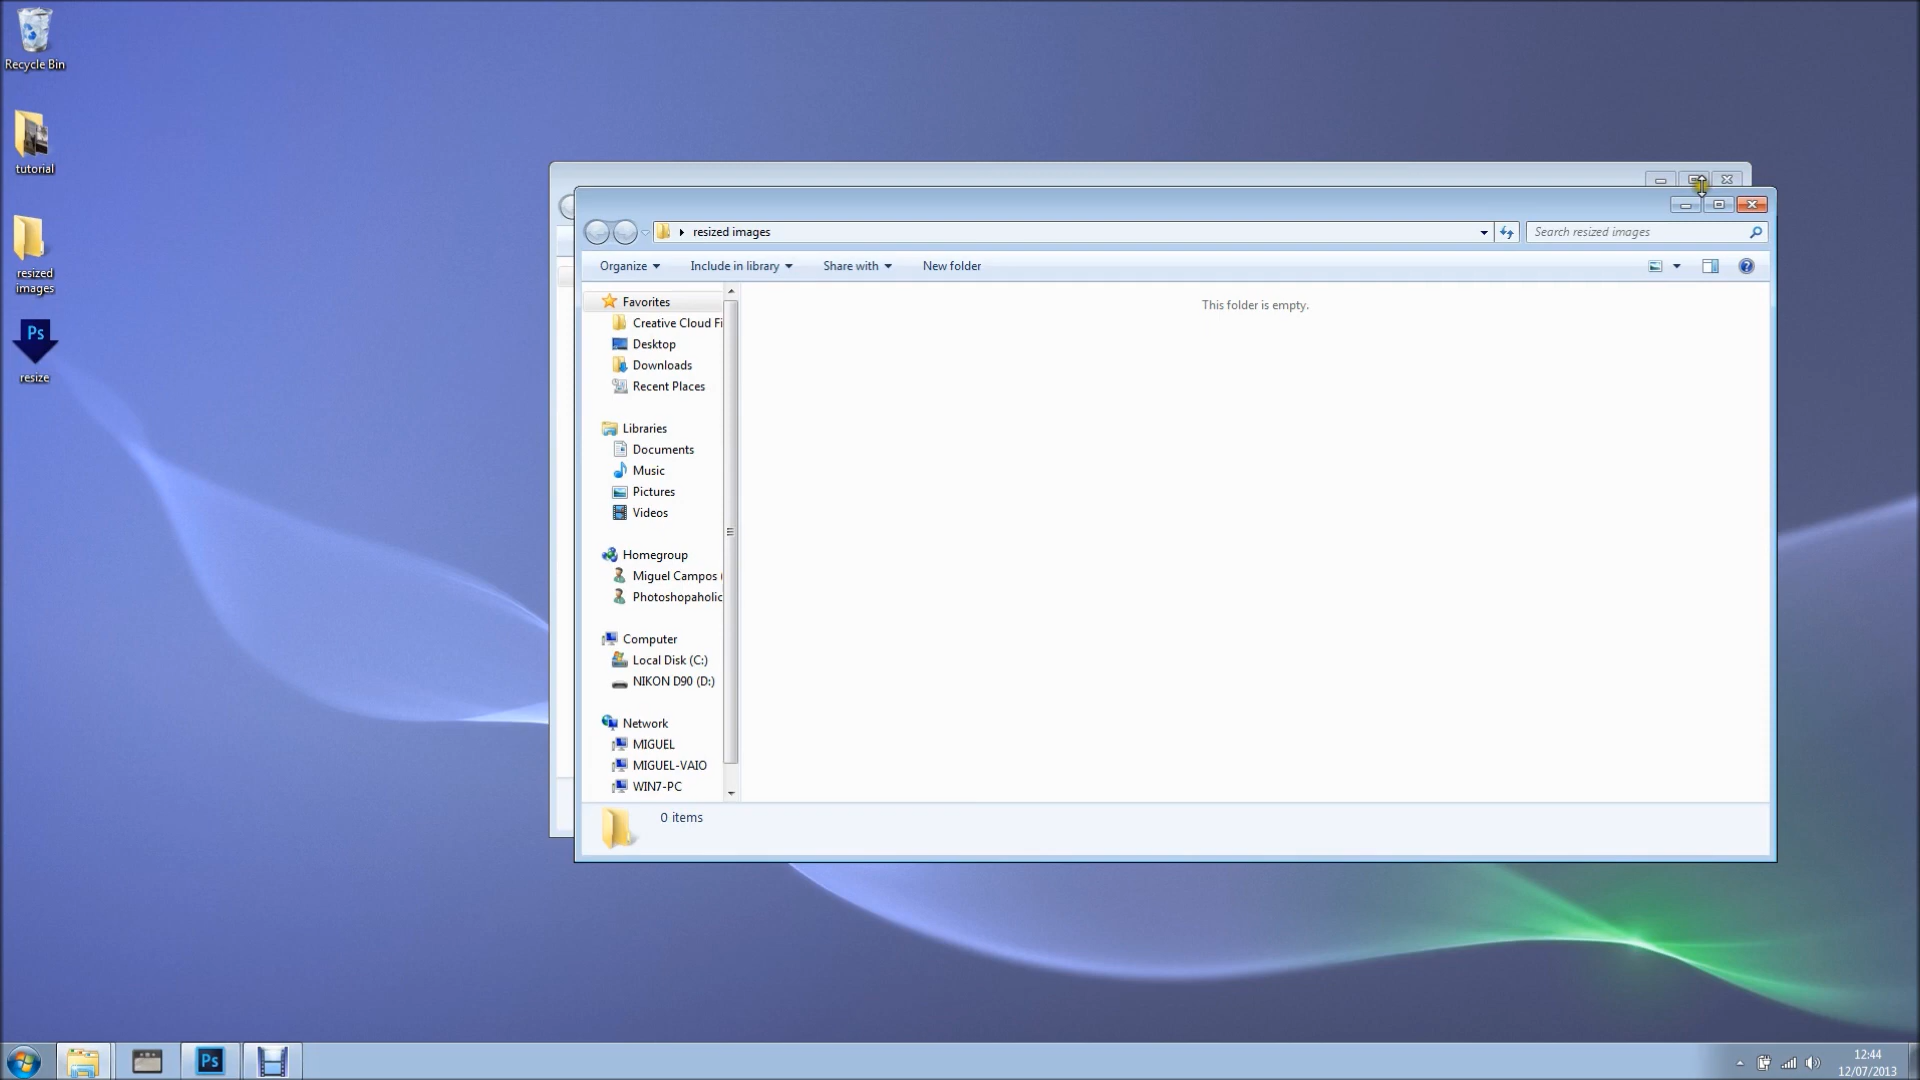 Recycle Bin
tutorial
resized
images
Ps
resize
resized images
Search resized images
Organize
Include in library
Share with
New folder
Favorites
Creative Cloud Fi
Desktop
Downloads
Recent Places
Libraries
Documents
Music
Pictures
Videos
Homegroup
Miguel Campos (
Photoshopaholic
Computer
Local Disk (C:)
NIKON D90 (D:)
Network
MIGUEL
MIGUEL-VAIO
WIN7-PC
This folder is empty.
0 items
Ps
12:44
12/07/2013